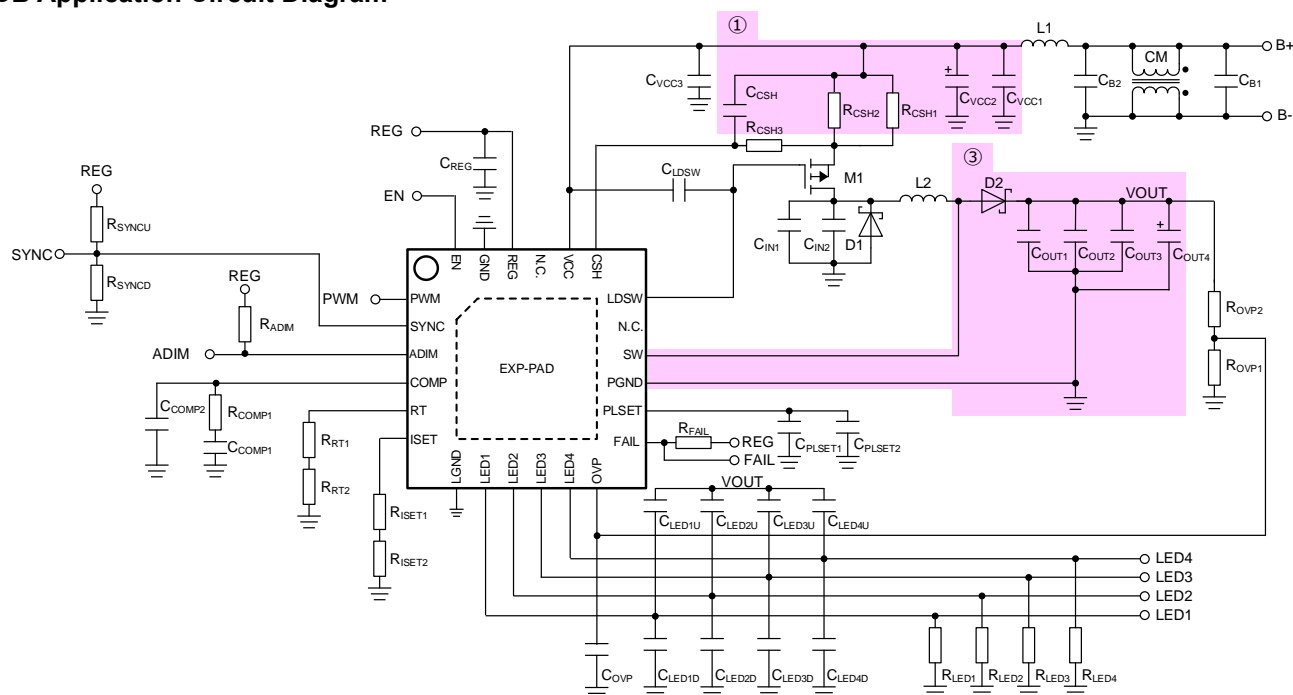 ①
L1
B+
CVCC3
CCSH
RCSH2
RCSH1
CVCC2
+
CVCC1
CB2
CM
CB1
B-
RCSH3
REG
CREG
CLDSW
M1
③
REG
EN
L2
D2
VOUT
RSYNCU
CIN1
CIN2
D1
COUT1
COUT2
COUT3
+
COUT4
SYNC
RSYNCD
EN
GND
REG
N.C.
VCC
CSH
REG
PWM
PWM
LDSW
RADIM
SYNC
N.C.
ROVP2
ADIM
ADIM
SW
EXP-PAD
COMP
PGND
ROVP1
CCOMP2
RCOMP1
RT
PLSET
CCOMP1
RRT1
ISET
FAIL
RFAIL
REG
FAIL
CPLSET1
CPLSET2
LGND
LED1
LED2
LED3
LED4
OVP
RRT2
VOUT
RISET1
CLED1U
CLED2U
CLED3U
CLED4U
RISET2
LED4
LED3
LED2
LED1
COVP
CLED1D
CLED2D
CLED3D
CLED4D
RLED1
RLED2
RLED3
RLED4